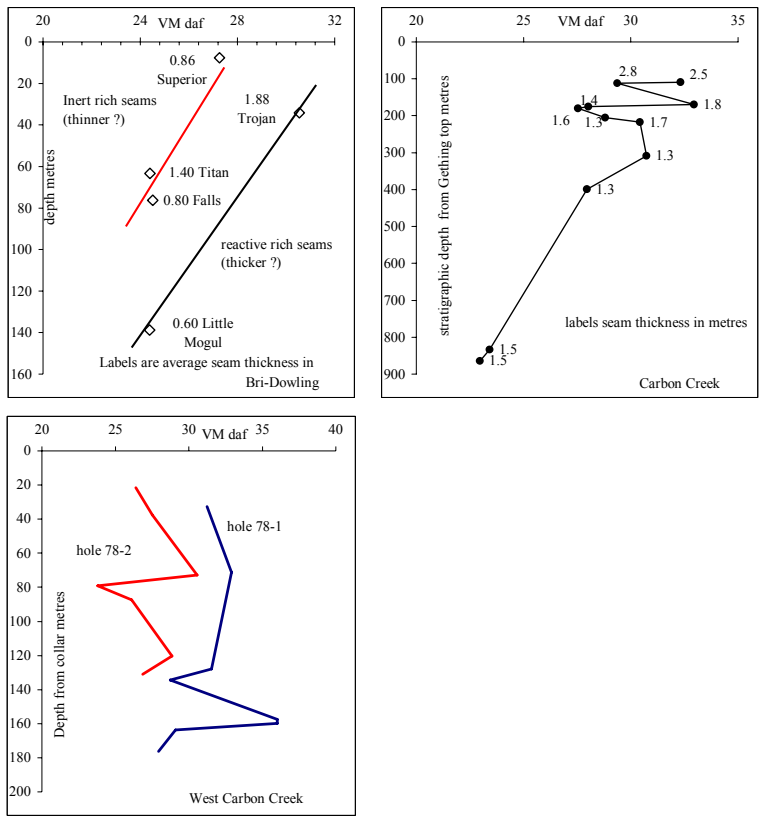 20 24 28 32
VM daf
0
20
40
60
80
100
120
140
160
depth metres
0.86
Superior
Inert rich seams
(thinner ?)
1.88
Trojan
1.40 Titan
0.80 Falls
reactive rich seams
(thicker ?)
0.60 Little
Mogul
Labels are average seam thickness in
Bri-Dowling
20 25 30 35
VM daf
0
100
200
300
400
500
600
700
800
900
stratigraphic depth from Gething top metres
2.8
2.5
1.4
1.8
1.6
1.3
1.7
1.3
1.3
labels seam thickness in metres
1.5
1.5
Carbon Creek
20 25 30 35 40
VM daf
0
20
40
60
80
100
120
140
160
180
200
Depth from collar metres
hole 78-1
hole 78-2
West Carbon Creek